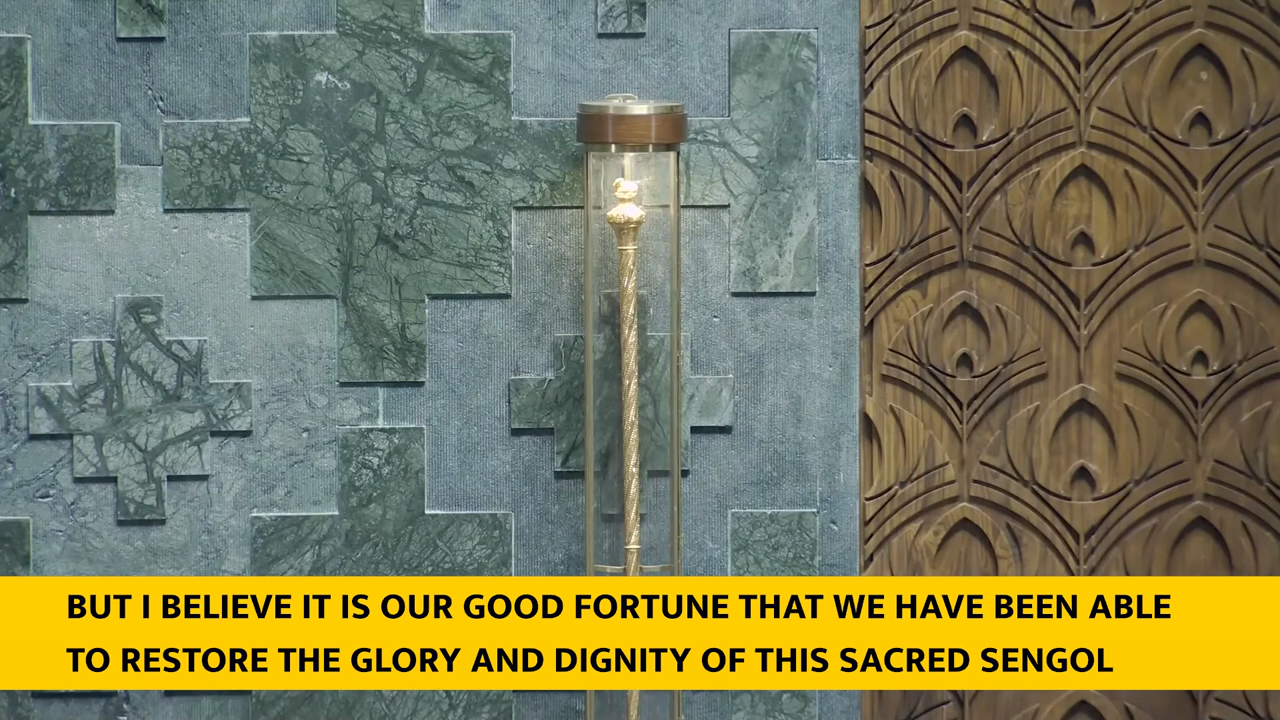 BUT I BELIEVE IT IS OUR GOOD FORTUNE THAT WE HAVE BEEN ABLE
TO RESTORE THE GLORY AND DIGNITY OF THIS SACRED SENGOL